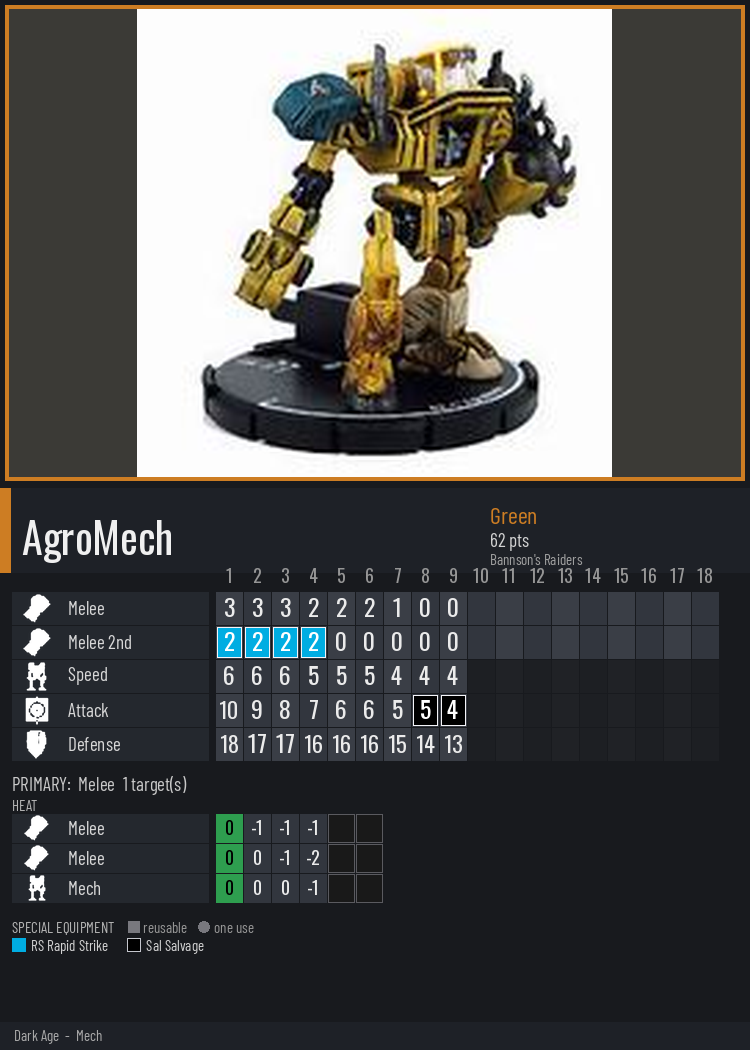 AgroMech
Green
62 pts
Bannson's Raiders
1 2 3 4 5 6 7 8 9 10 11 12 13 14 15 16 17 18
Melee 3 3 3 2 2 2 1 0 0
Melee 2nd 2 2 2 2 0 0 0 0 0
Speed 6 6 6 5 5 5 4 4 4
Attack 10 9 8 7 6 6 5 5 4
Defense 18 17 17 16 16 16 15 14 13
PRIMARY: Melee 1 target(s)
HEAT
Melee 0 -1 -1 -1
Melee 0 0 -1 -2
Mech 0 0 0 -1
SPECIAL EQUIPMENT reusable one use
RS Rapid Strike Sal Salvage
Dark Age - Mech